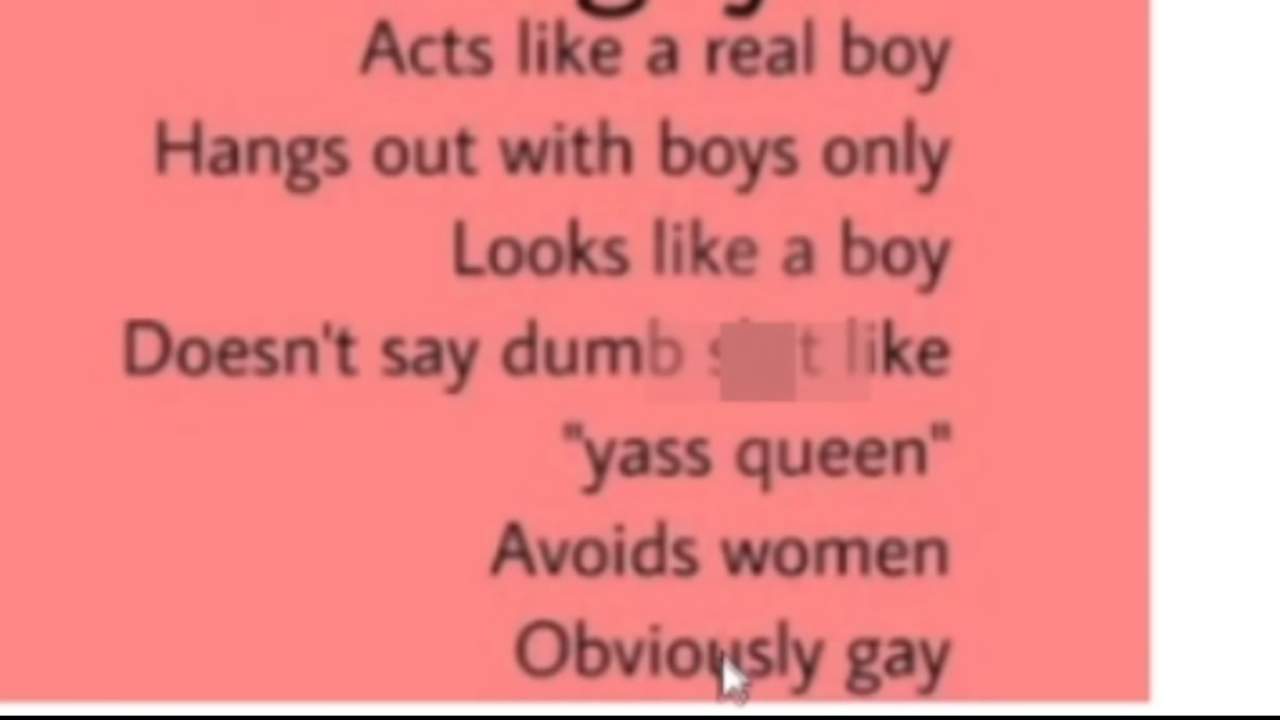 Acts like a real boy
Hangs out with boys only
Looks like a boy
Doesn't say dumb like
"yass queen"
Avoids women
Obviously gay